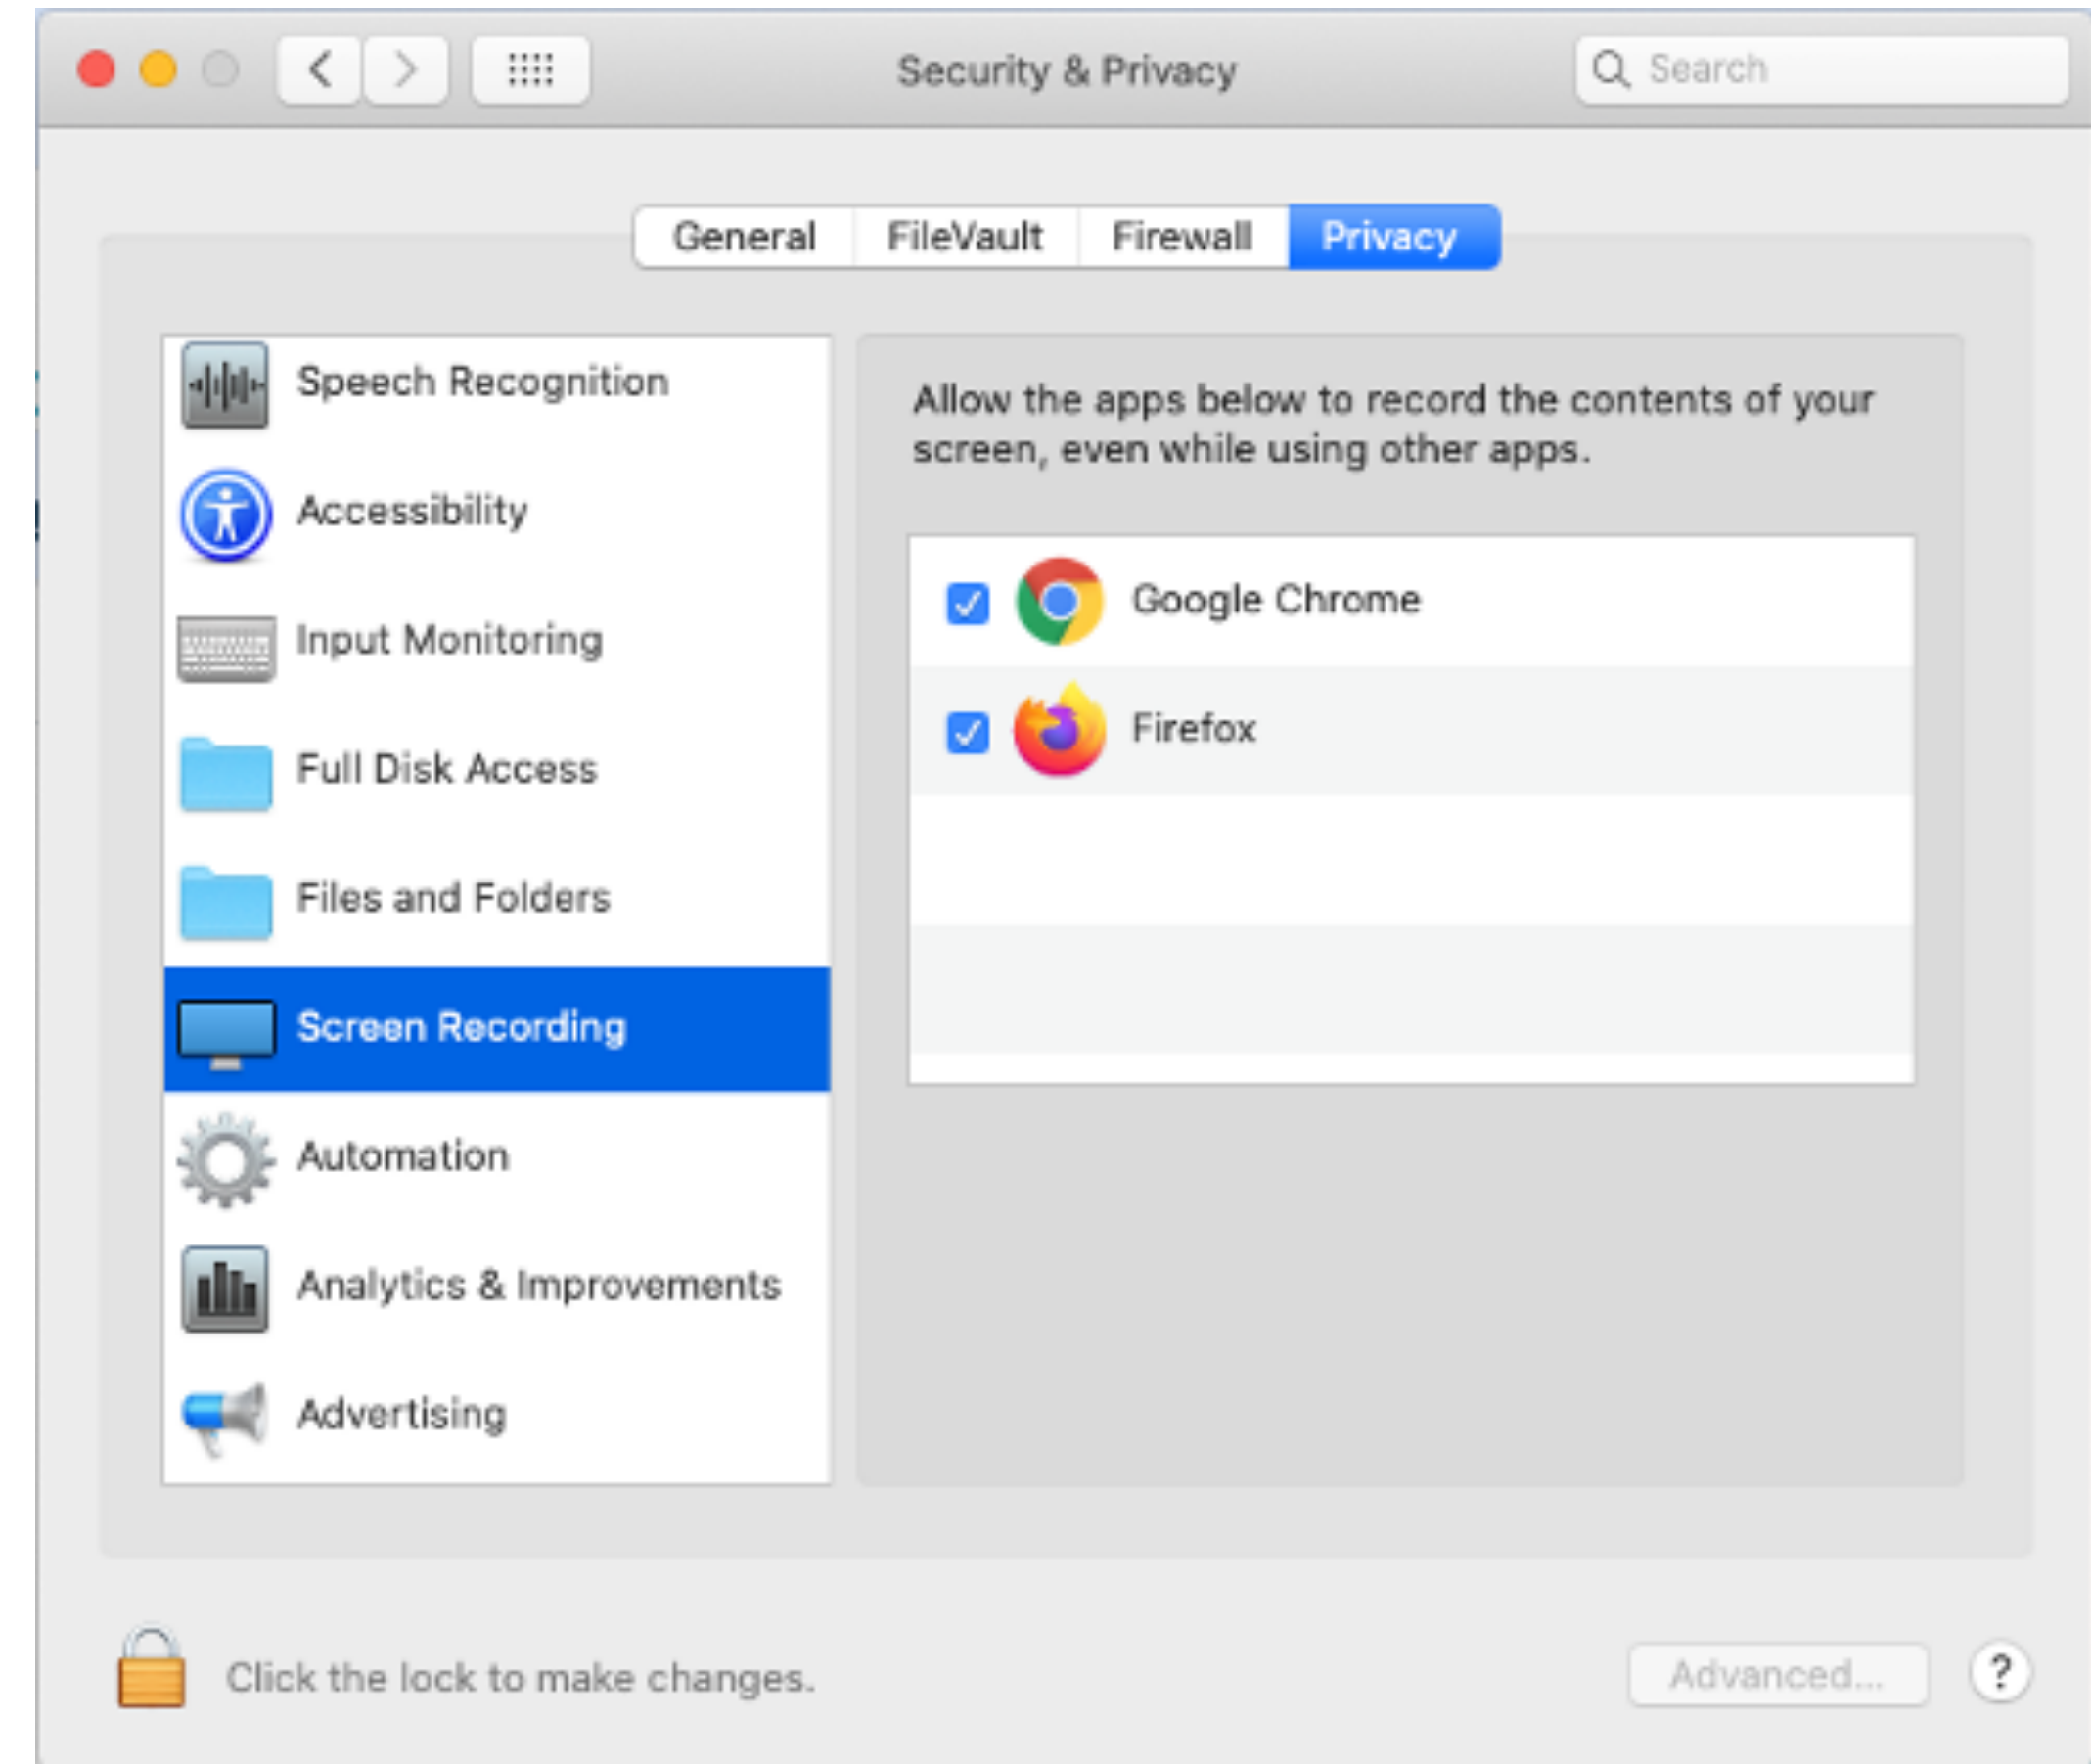 Security & Privacy
Search
General
FileVault
Firewall
Privacy
Speech Recognition
Accessibility
Input Monitoring
Full Disk Access
Files and Folders
Screen Recording
Automation
Analytics & Improvements
Advertising
Allow the apps below to record the contents of your
screen, even while using other apps.
Google Chrome
Firefox
Click the lock to make changes.
Advanced...
?